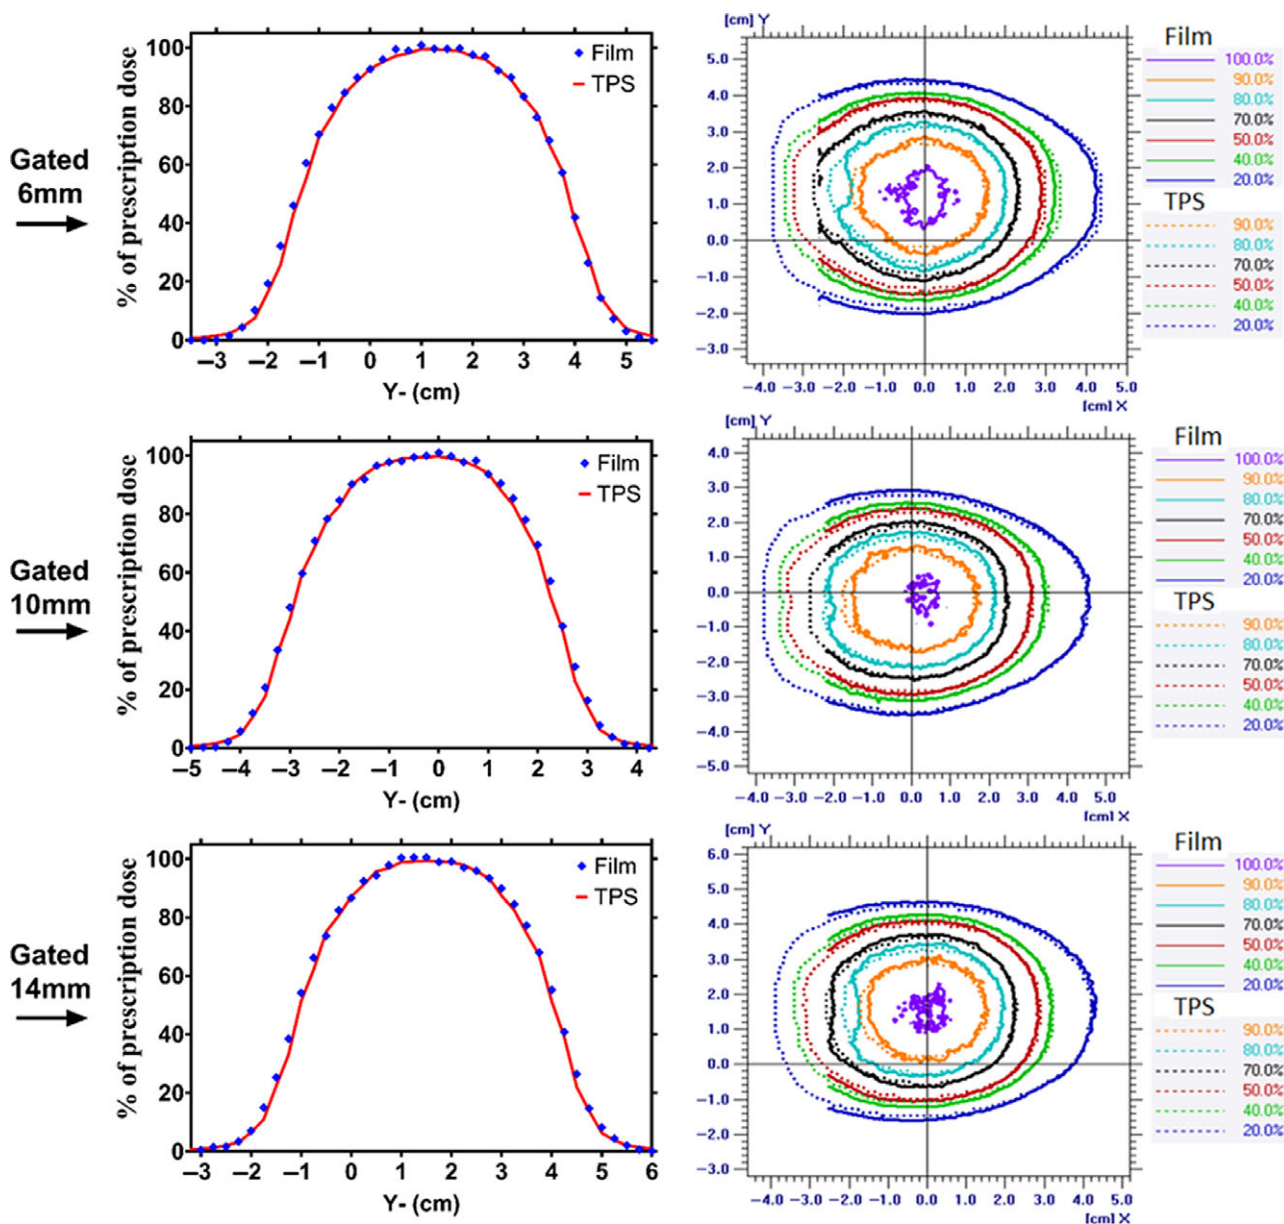 Gated
6mm
% of prescription dose
100
80
60
40
20
0
Film
TPS
−3 −2 −1 0 1 2 3 4 5
Y- (cm)
[cm] Y
5.0
4.0
3.0
2.0
1.0
0.0
−1.0
−2.0
−3.0
−4.0 −3.0 −2.0 −1.0 0.0 1.0 2.0 3.0 4.0 5.0
[cm] X
Film
100.0%
90.0%
80.0%
70.0%
50.0%
40.0%
20.0%
TPS
90.0%
80.0%
70.0%
50.0%
40.0%
20.0%
Gated
10mm
% of prescription dose
100
80
60
40
20
0
Film
TPS
−5 −4 −3 −2 −1 0 1 2 3 4
Y- (cm)
[cm] Y
4.0
3.0
2.0
1.0
0.0
−1.0
−2.0
−3.0
−4.0
−5.0
−4.0 −3.0 −2.0 −1.0 0.0 1.0 2.0 3.0 4.0 5.0
[cm] X
Film
100.0%
90.0%
80.0%
70.0%
50.0%
40.0%
20.0%
TPS
90.0%
80.0%
70.0%
50.0%
40.0%
20.0%
Gated
14mm
% of prescription dose
100
80
60
40
20
0
Film
TPS
−3 −2 −1 0 1 2 3 4 5 6
Y- (cm)
[cm] Y
6.0
5.0
4.0
3.0
2.0
1.0
0.0
−1.0
−2.0
−3.0
−4.0 −3.0 −2.0 −1.0 0.0 1.0 2.0 3.0 4.0 5.0
[cm] X
Film
100.0%
90.0%
80.0%
70.0%
50.0%
40.0%
20.0%
TPS
90.0%
80.0%
70.0%
50.0%
40.0%
20.0%